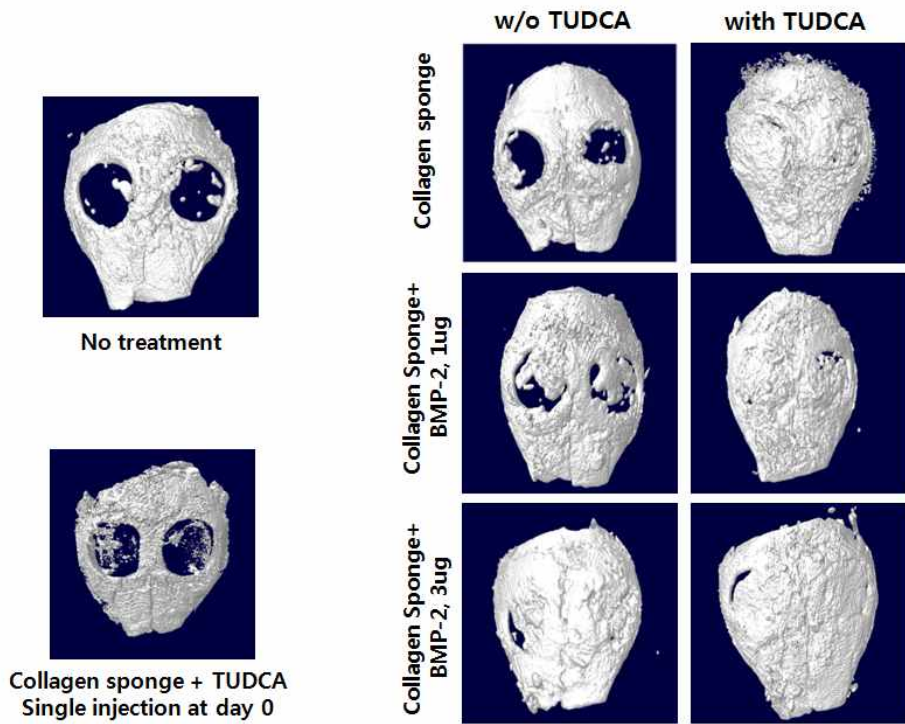 w/o TUDCA
with TUDCA
Collagen sponge
No treatment
Collagen Sponge+
BMP-2, 1ug
Collagen sponge + TUDCA
Single injection at day 0
Collagen Sponge+
BMP-2, 3ug